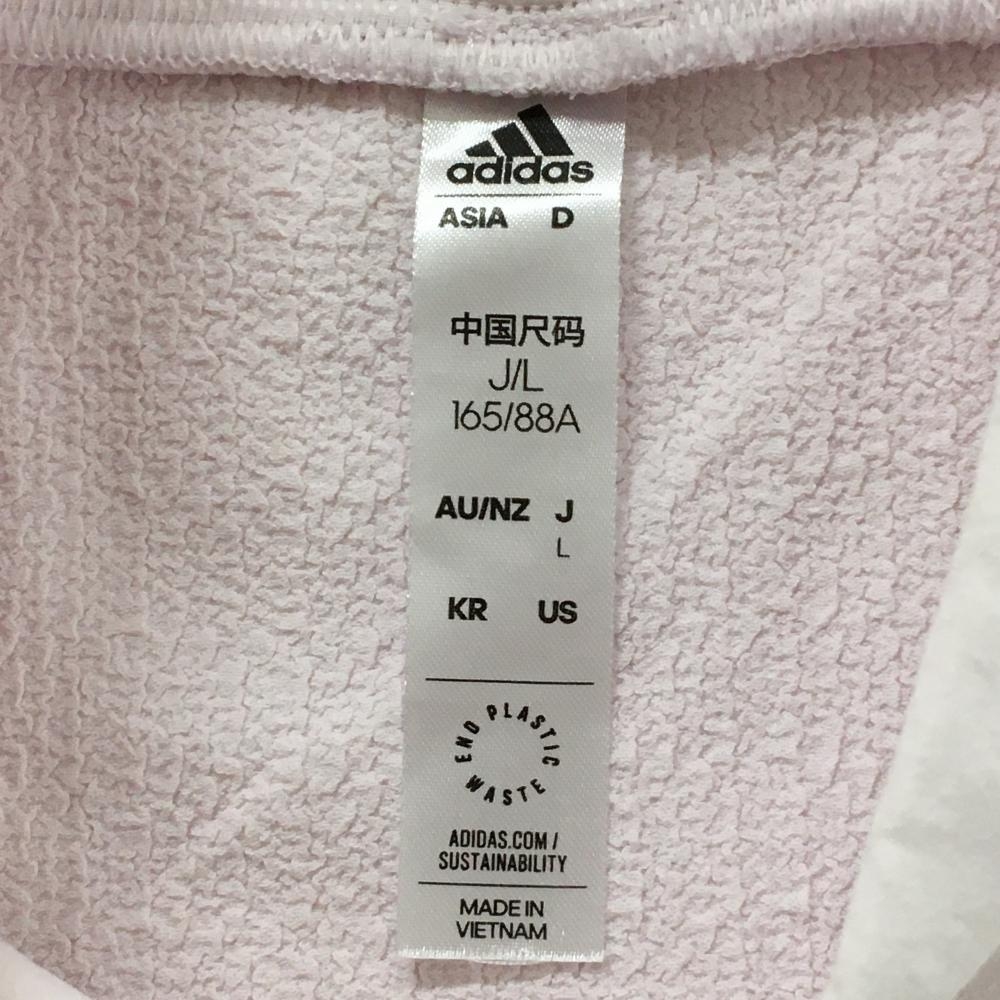 adidas
ASIA D
中国尺码
J/L
165/88A
AU/NZ J
L
KR US
END PLASTIC WASTE
ADIDAS.COM /
SUSTAINABILITY
MADE IN
VIETNAM